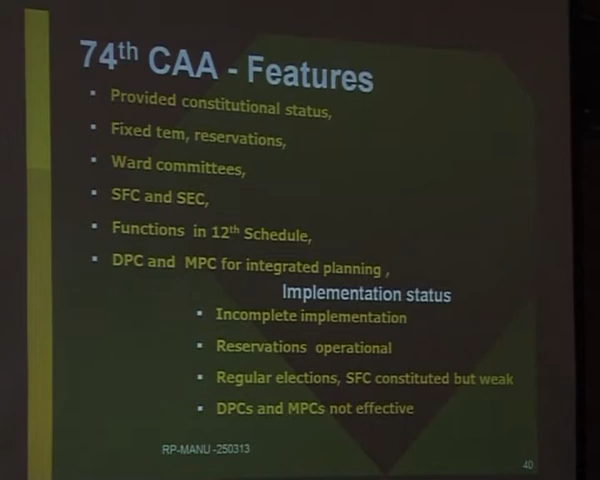 74th CAA - Features
Provided constitutional status,
Fixed tem, reservations,
Ward committees,
SFC and SEC,
Functions in 12th Schedule,
DPC and MPC for integrated planning ,
Implementation status
Incomplete implementation
Reservations operational
Regular elections, SFC constituted but weak
DPCs and MPCs not effective
RP-MANU -250313
40